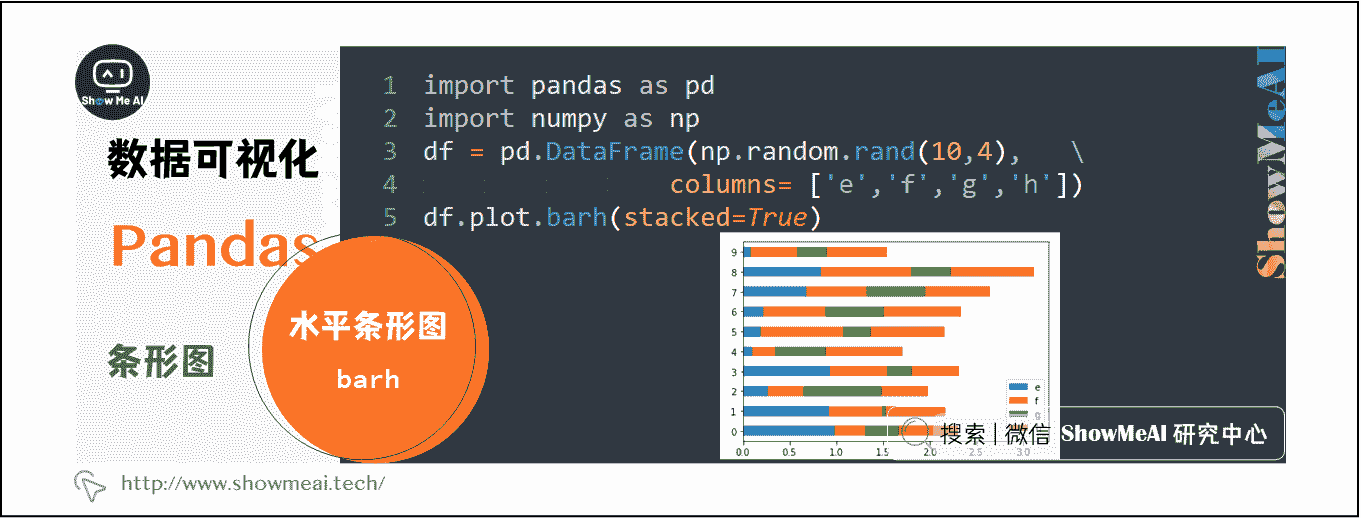 Show Me AI
数据可视化
Pandas
条形图
水平条形图
barh
1 import pandas as pd
2 import numpy as np
3 df = pd.DataFrame(np.random.rand(10,4), \
4 columns= ['e','f','g','h'])
5 df.plot.barh(stacked=True)
ShowMeAI
9
8
7
6
5
4
3
2
1
0
0.0 0.5 1.0 1.5 2.0 2.5 3.0
e
f
g
搜索 | 微信 ShowMeAI 研究中心
http://www.showmeai.tech/